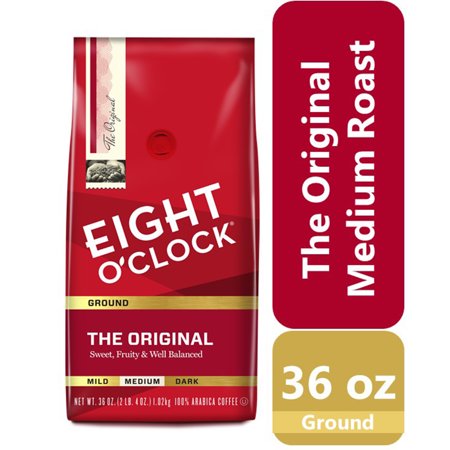 The Original
EIGHT
O'CLOCK®
GROUND
THE ORIGINAL
Sweet, Fruity & Well Balanced
MILD MEDIUM DARK
NET WT. 36 OZ. (2 LB. 4 OZ.) 1.02kg 100% ARABICA COFFEE U
The Original
Medium Roast
36 oz
Ground